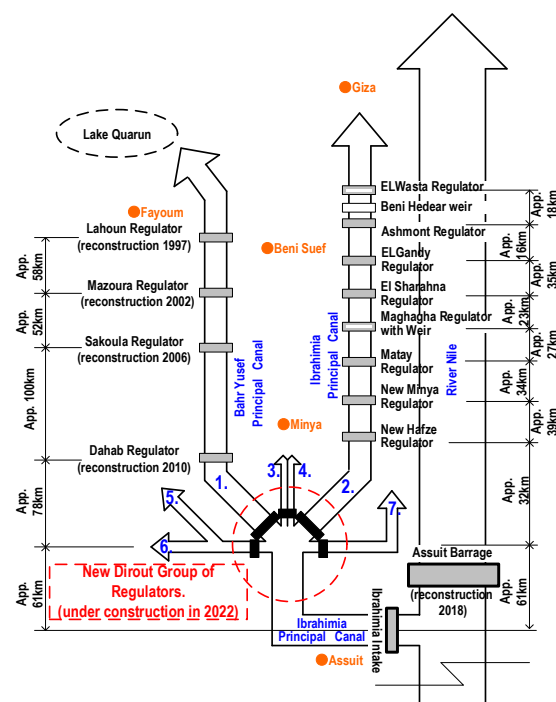 Giza
Lake Quarun
Fayoum
Lahoun Regulator
(reconstruction 1997)
App.
58km
Mazoura Regulator
(reconstruction 2002)
App.
52km
Sakoula Regulator
(reconstruction 2006)
App. 100km
Dahab Regulator
(reconstruction 2010)
App.
78km
App.
61km
Bahr Yusef
Principal Canal
Beni Suef
Minya
Ibrahimia
Principal Canal
ELWasta Regulator
Beni Hedear weir
Ashmont Regulator
ELGandy
Regulator
El Sharahna
Regulator
Maghagha Regulator
with Weir
Matay
Regulator
New Minya
Regulator
New Hafze
Regulator
River Nile
App.
18km
App.
16km
App.
35km
App.
23km
App.
27km
App.
34km
App.
39km
App.
32km
App.
61km
1.
2.
3.
4.
5.
6.
7.
New Dirout Group of
Regulators.
(under construction in 2022)
Assuit Barrage
(reconstruction
2018)
Ibrahimia
Principal Canal
Ibrahimia Intake
Assuit